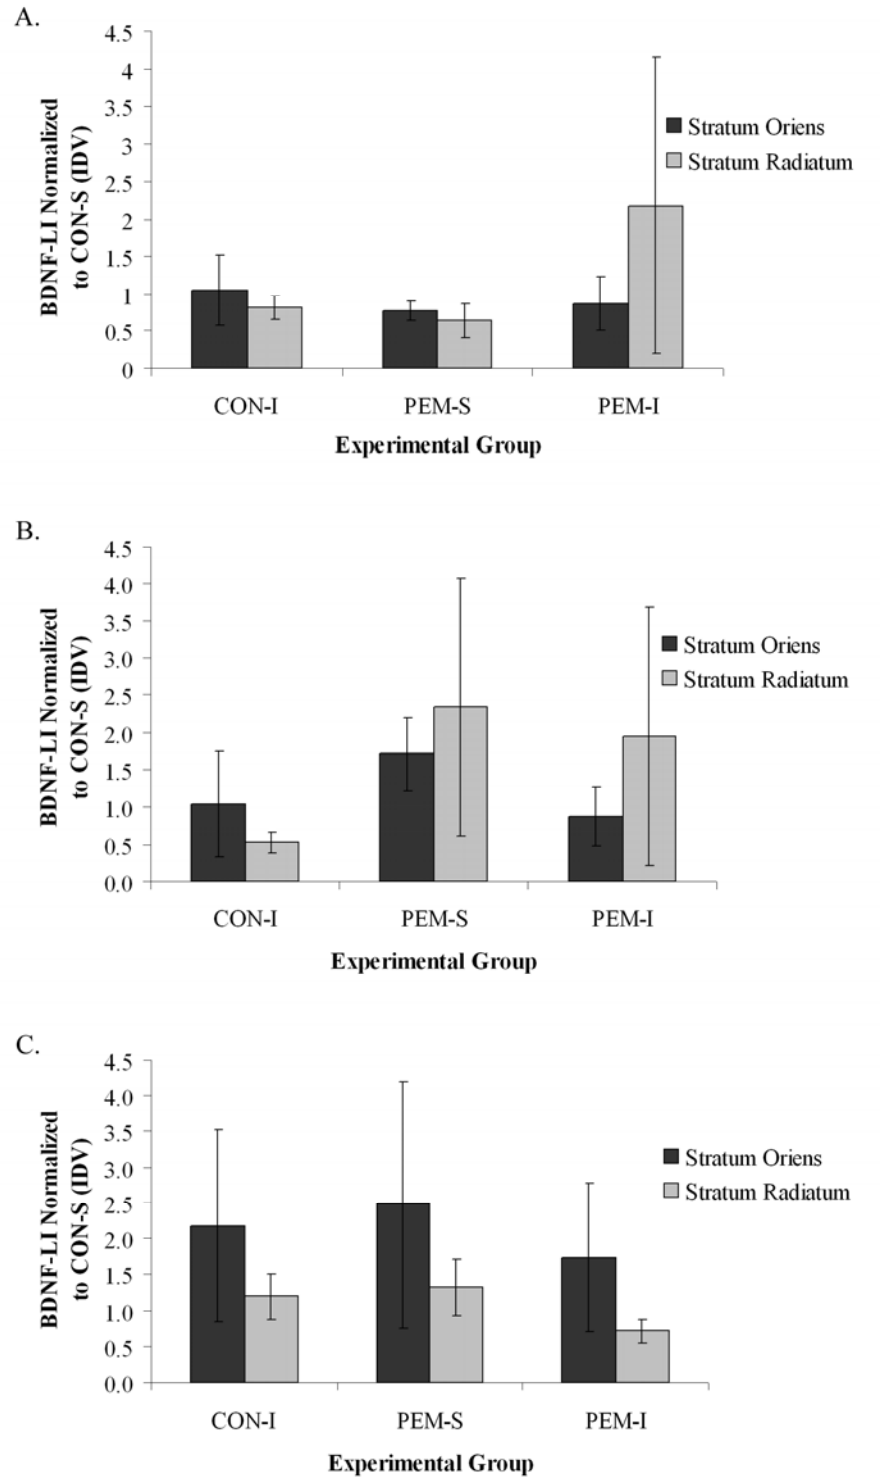 A.
4.5
4
3.5
3
2.5
2
1.5
1
0.5
0
BDNF-LI Normalized
to CON-S (IDV)
Stratum Oriens
Stratum Radiatum
CON-I PEM-S PEM-I
Experimental Group
B.
4.5
4.0
3.5
3.0
2.5
2.0
1.5
1.0
0.5
0.0
BDNF-LI Normalized
to CON-S (IDV)
Stratum Oriens
Stratum Radiatum
CON-I PEM-S PEM-I
Experimental Group
C.
4.5
4.0
3.5
3.0
2.5
2.0
1.5
1.0
0.5
0.0
BDNF-LI Normalized
to CON-S (IDV)
Stratum Oriens
Stratum Radiatum
CON-I PEM-S PEM-I
Experimental Group